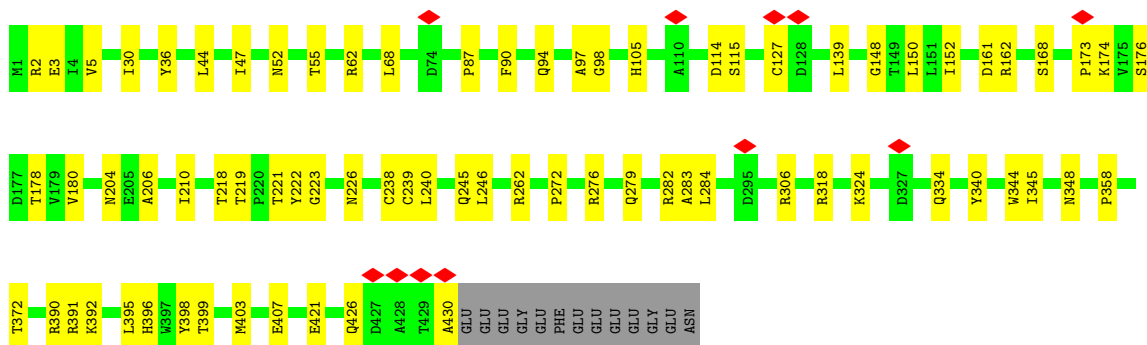 M1 R2 E3 I4 V5 I30 Y36 L44 I47 N52 T55 R62 L68 D74 P87 F90 Q94 A97 G98 H105 A110 D114 S115 C127 D128 L139 G148 T149 L150 L151 I152 D161 R162 S168 P173 K174 V175 S176
D177 T178 V179 V180 N204 E205 A206 I210 T218 T219 P220 T221 Y222 G223 N226 C238 C239 L240 Q245 L246 R262 P272 R276 Q279 R282 A283 L284 D295 R306 R318 K324 D327 Q334 Y340 W344 I345 N348 P358
T372 R390 R391 K392 L395 H396 W397 Y398 T399 M403 E407 E421 Q426 D427 A428 T429 A430 GLU GLU GLU GLY GLU PHE GLU GLU GLU GLU GLY GLU ASN